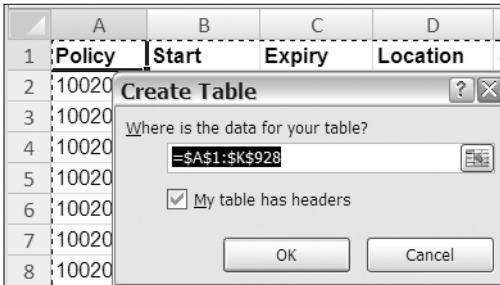 A B C D
1 Policy Start Expiry Location
2 10020 Create Table ?
3 10020 Where is the data for your table?
4 10020 =$A$1:$K$928
5 10020
6 10020 My table has headers
7 10020
8 10020 OK Cancel